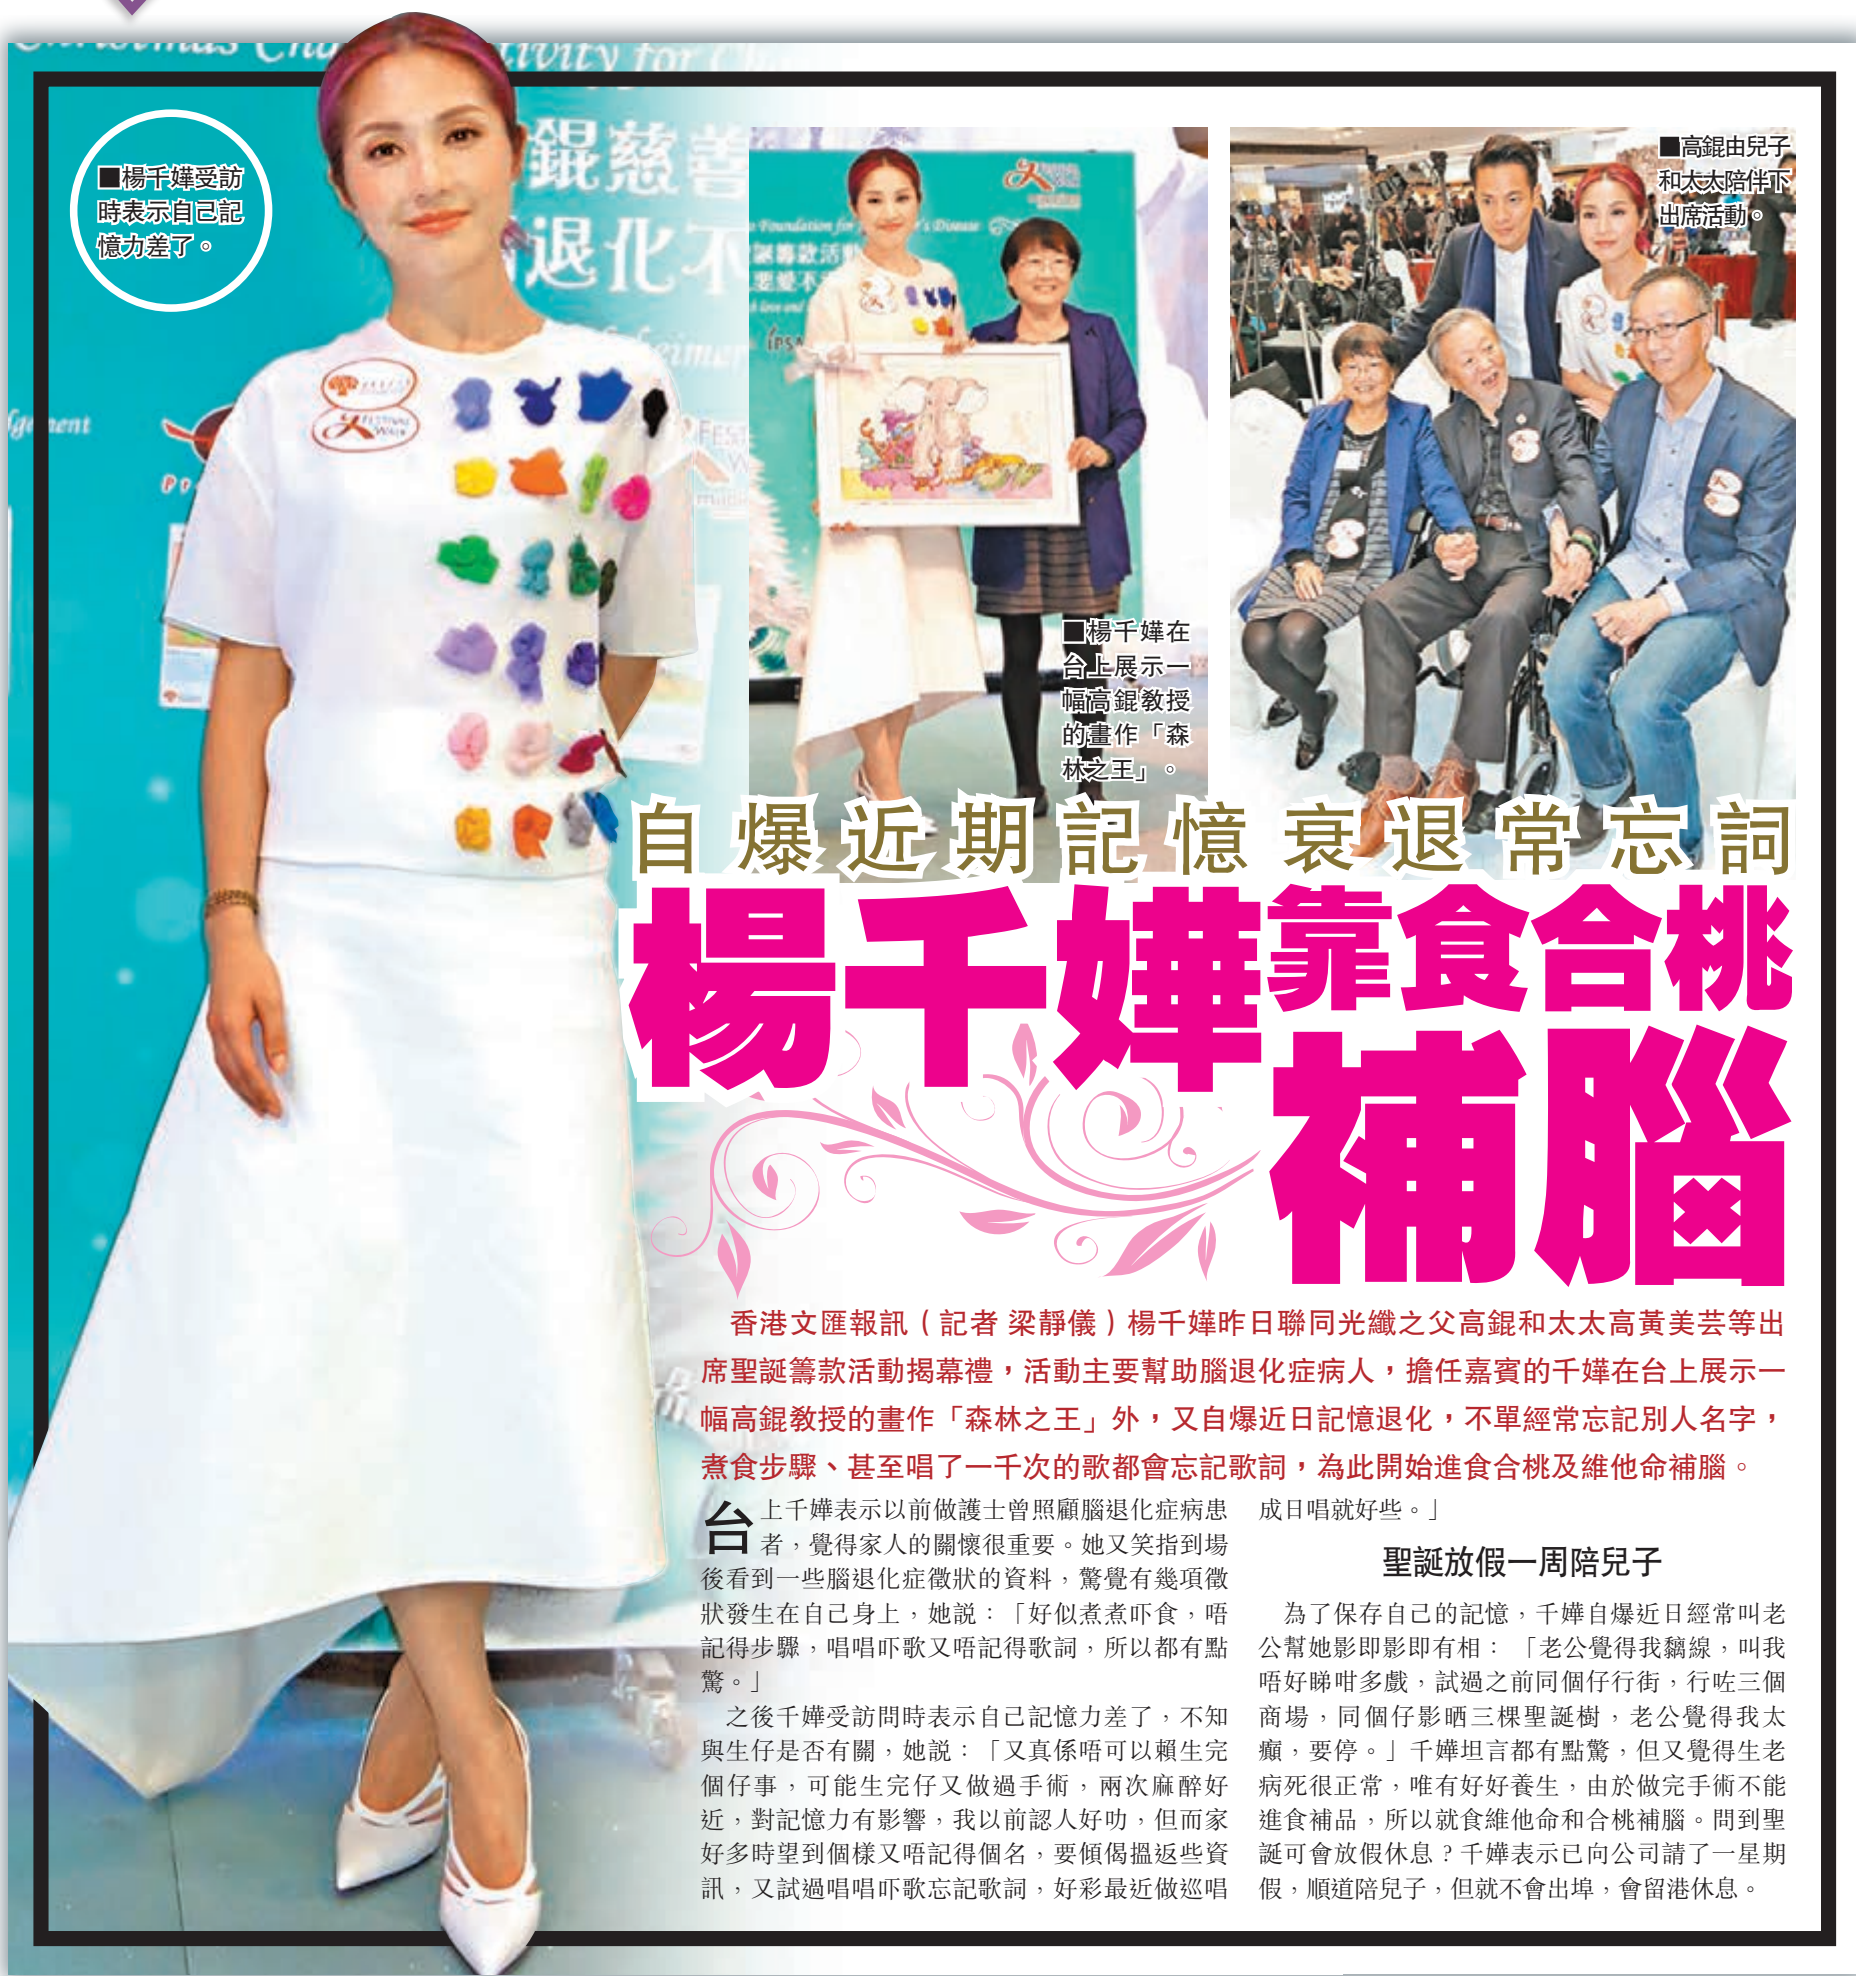 ■楊千嬅受訪
時表示自己記
憶力差了。
錕慈善
退化不
FESTIVAL
WALK
■楊千嬅在
台上展示一
幅高錕教授
的畫作「森
林之王」。
■高錕由兒子
和太太陪伴下
出席活動。
自爆近期記憶衰退常忘詞
楊千嬅靠食合桃
補腦
香港文匯報訊(記者 梁靜儀)楊千嬅昨日聯同光纖之父高錕和太太高黃美芸等出
席聖誕籌款活動揭幕禮,活動主要幫助腦退化症病人,擔任嘉賓的千嬅在台上展示一
幅高錕教授的畫作「森林之王」外,又自爆近日記憶退化,不單經常忘記別人名字,
煮食步驟、甚至唱了一千次的歌都會忘記歌詞,為此開始進食合桃及維他命補腦。
台上千嬅表示以前做護士曾照顧腦退化症病患
者,覺得家人的關懷很重要。她又笑指到場
後看到一些腦退化症徵狀的資料,驚覺有幾項徵
狀發生在自己身上,她說:「好似煮煮吓食,唔
記得步驟,唱唱吓歌又唔記得歌詞,所以都有點
驚。」
之後千嬅受訪問時表示自己記憶力差了,不知
與生仔是否有關,她說:「又真係唔可以賴生完
個仔事,可能生完仔又做過手術,兩次麻醉好
近,對記憶力有影響,我以前認人好叻,但而家
好多時望到個樣又唔記得個名,要傾偈搵返些資
訊,又試過唱唱吓歌忘記歌詞,好彩最近做巡唱
成日唱就好些。」
聖誕放假一周陪兒子
為了保存自己的記憶,千嬅自爆近日經常叫老
公幫她影即影即有相:「老公覺得我黐線,叫我
唔好睇咁多戲,試過之前同個仔行街,行咗三個
商場,同個仔影晒三棵聖誕樹,老公覺得我太
癲,要停。」千嬅坦言都有點驚,但又覺得生老
病死很正常,唯有好好養生,由於做完手術不能
進食補品,所以就食維他命和合桃補腦。問到聖
誕可會放假休息?千嬅表示已向公司請了一星期
假,順道陪兒子,但就不會出埠,會留港休息。